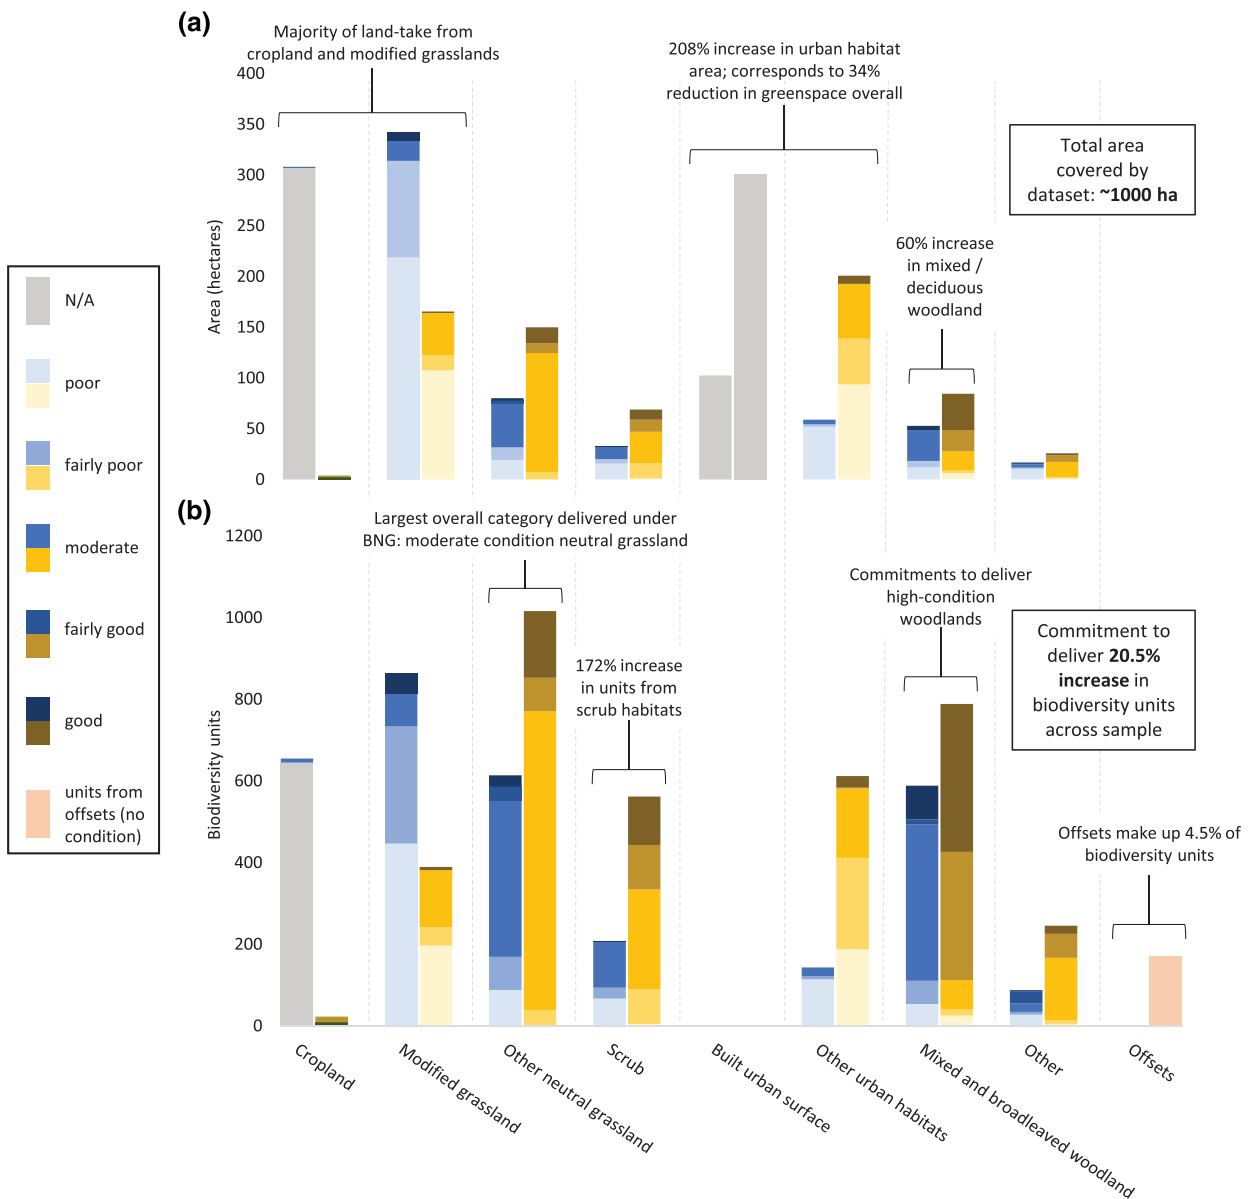 (a)
Majority of land-take from
cropland and modified grasslands
208% increase in urban habitat
area; corresponds to 34%
reduction in greenspace overall
Total area
covered by
dataset: ~1000 ha
60% increase
in mixed /
deciduous
woodland
Area (hectares)
400
350
300
250
200
150
100
50
0
N/A
poor
fairly poor
moderate
fairly good
good
units from
offsets (no
condition)
(b)
Largest overall category delivered under
BNG: moderate condition neutral grassland
172% increase
in units from
scrub habitats
Commitments to deliver
high-condition
woodlands
Commitment to
deliver 20.5%
increase in
biodiversity units
across sample
Offsets make up 4.5% of
biodiversity units
Biodiversity units
1200
1000
800
600
400
200
0
Cropland
Modified grassland
Other neutral grassland
Scrub
Built urban surface
Other urban habitats
Mixed and broadleaved woodland
Other
Offsets